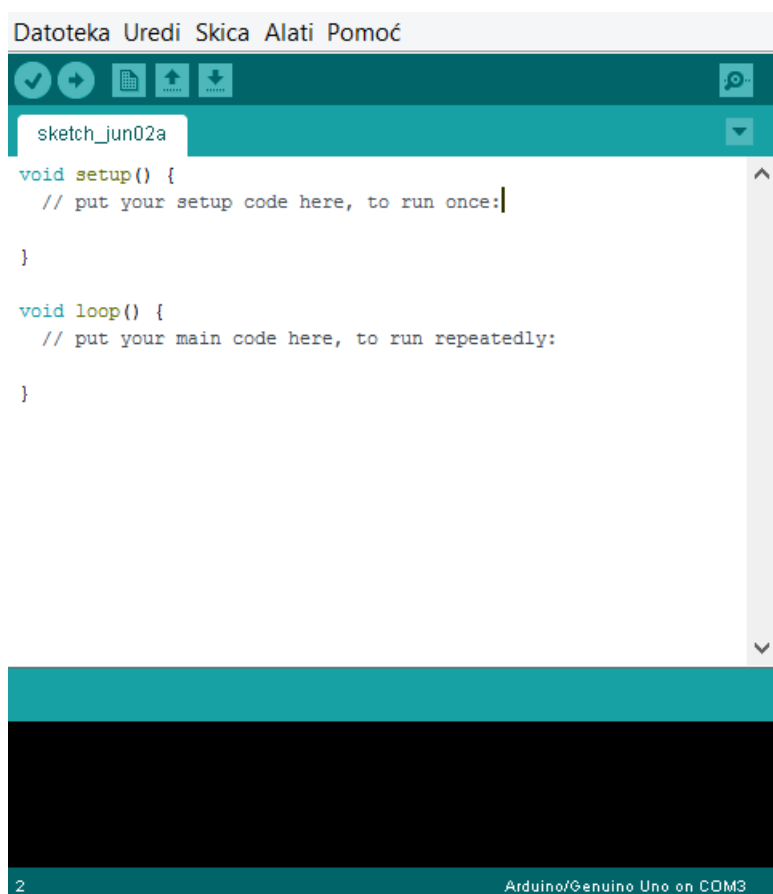 Datoteka Uredi Skica Alati Pomoć
sketch_jun02a
void setup() {
  // put your setup code here, to run once:
}
void loop() {
  // put your main code here, to run repeatedly:
}
2 Arduino/Genuino Uno on COM3